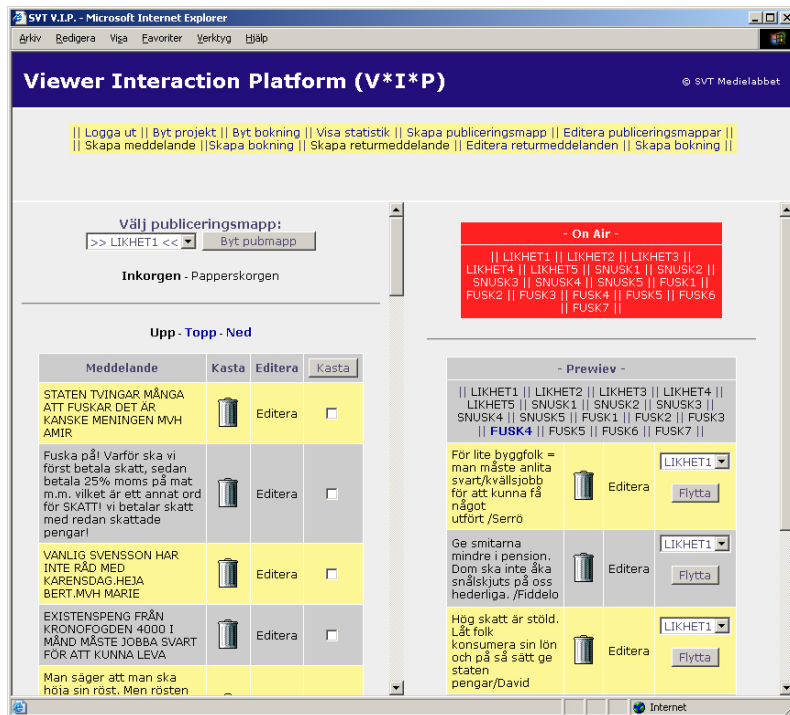 SVT V.I.P. - Microsoft Internet Explorer
Arkiv Redigera Visa Favoriter Verktyg Hjälp
Viewer Interaction Platform (V*I*P)
© SVT Medielabbet
|| Logga ut || Byt projekt || Byt bokning || Visa statistik || Skapa publiceringsmapp || Editera publiceringsmappar ||
|| Skapa meddelande ||Skapa bokning || Skapa returmeddelande || Editera returmeddelanden || Skapa bokning ||
Välj publiceringsmapp:
>> LIKHET1 << Byt pubmapp
Inkorgen - Papperskorgen
Upp - Topp - Ned
Meddelande Kasta Editera Kasta
STATEN TVINGAR MÅNGA
ATT FUSKAR DET ÄR
KANSKE MENINGEN MVH
AMIR
Editera
Fuska på! Varför ska vi
först betala skatt, sedan
betala 25% moms på mat
m.m. vilket är ett annat ord
för SKATT! vi betalar skatt
med redan skattade
pengar!
Editera
VANLIG SVENSSON HAR
INTE RÅD MED
KARENSDAG.HEJA
BERT.MVH MARIE
Editera
EXISTENSPENG FRÅN
KRONOFOGDEN 4000 I
MÅND MÅSTE JOBBA SVART
FÖR ATT KUNNA LEVA
Editera
Man säger att man ska
höja sin röst. Men rösten
- On Air -
|| LIKHET1 || LIKHET2 || LIKHET3 ||
LIKHET4 || LIKHET5 || SNUSK1 || SNUSK2 ||
SNUSK3 || SNUSK4 || SNUSK5 || FUSK1 ||
FUSK2 || FUSK3 || FUSK4 || FUSK5 || FUSK6
|| FUSK7 ||
- Prewiev -
|| LIKHET1 || LIKHET2 || LIKHET3 || LIKHET4 ||
LIKHET5 || SNUSK1 || SNUSK2 || SNUSK3 ||
SNUSK4 || SNUSK5 || FUSK1 || FUSK2 || FUSK3
|| FUSK4 || FUSK5 || FUSK6 || FUSK7 ||
För lite byggfolk =
man måste anlita
svart/kvällsjobb
för att kunna få
något
utfört /Serrö
Editera
LIKHET1
Flytta
Ge smitarna
mindre i pension.
Dom ska inte åka
snålskjuts på oss
hederliga. /Fiddelo
Editera
LIKHET1
Flytta
Hög skatt är stöld.
Låt folk
konsumera sin lön
och på så sätt ge
staten
pengar/David
Editera
LIKHET1
Flytta
Internet